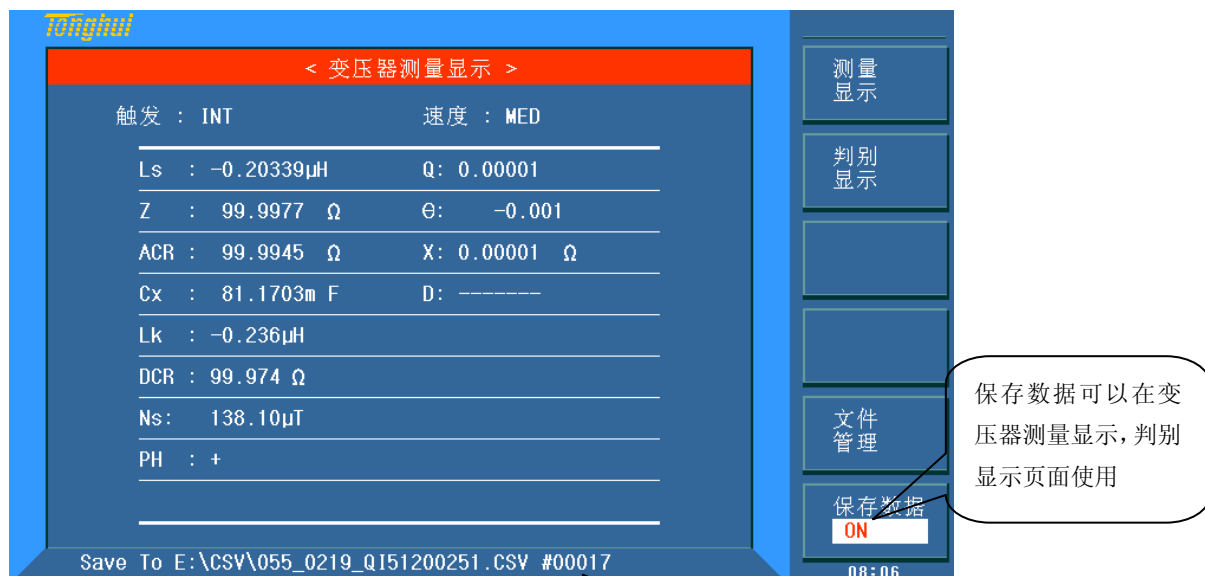 Tonghui
< 变压器测量显示 >
触发 : INT 速度 : MED
Ls : -0.20339μH Q: 0.00001
Z : 99.9977 Ω Θ: -0.001
ACR : 99.9945 Ω X: 0.00001 Ω
Cx : 81.1703m F D: -------
Lk : -0.236μH
DCR : 99.974 Ω
Ns: 138.10μT
PH : +
Save To E:\CSV\055_0219_QI51200251.CSV #00017
测量
显示
判别
显示
文件
管理
保存数据
ON
08:06
保存数据可以在变
压器测量显示，判别
显示页面使用